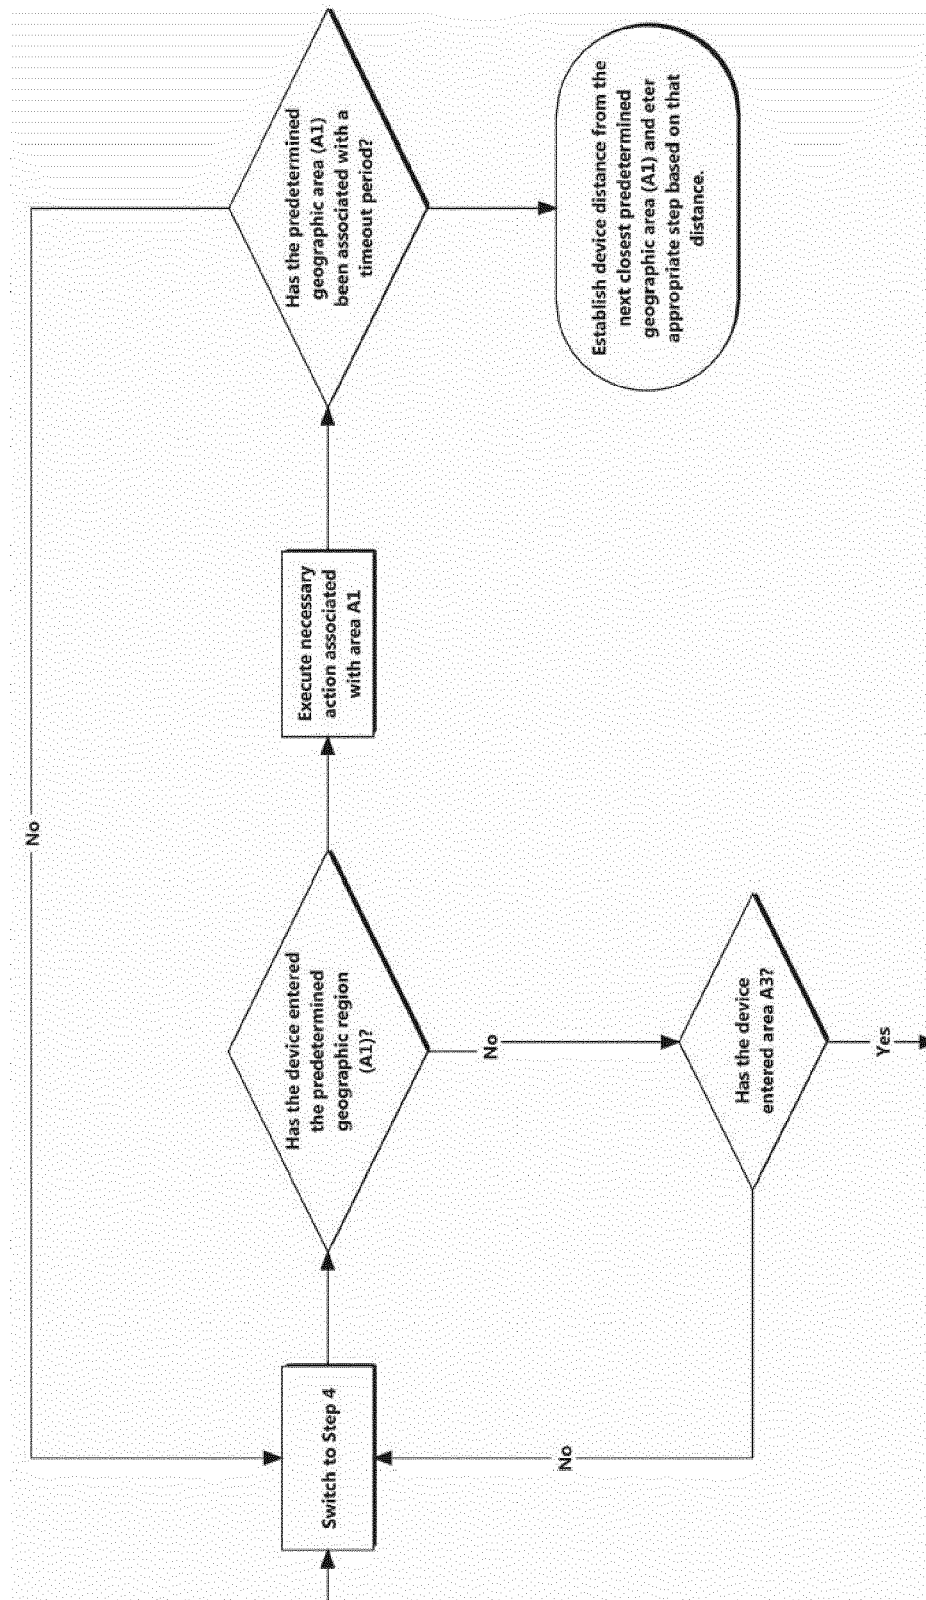 Switch to Step 4
Has the device entered
the predetermined
geographic region
(A1)?
Execute necessary
action associated
with area A1
Has the predetermined
geographic area (A1)
been associated with a
timeout period?
No
Establish device distance from the
next closest predetermined
geographic area (A1) and eter
appropriate step based on that
distance.
No
Has the device
entered area A3?
No
Yes